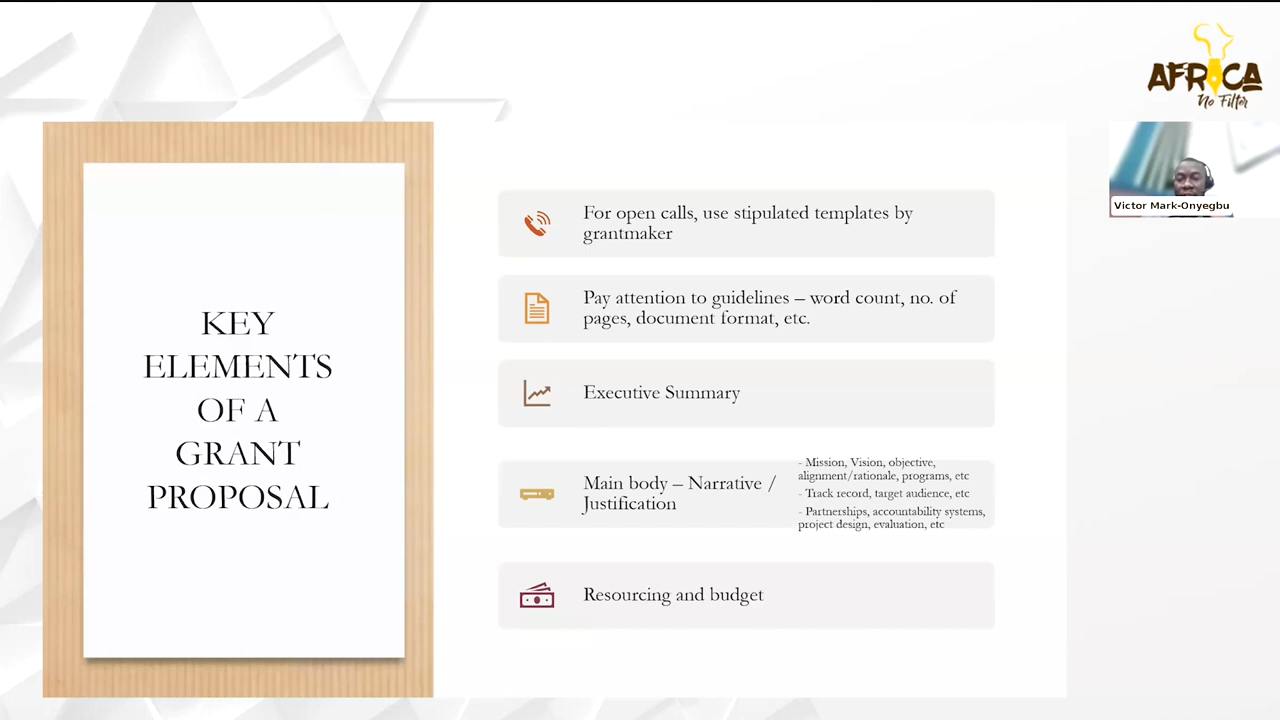 AFRICA
No Filter
Victor Mark-Onyegbu
KEY
ELEMENTS
OF A
GRANT
PROPOSAL
For open calls, use stipulated templates by
grantmaker
Pay attention to guidelines – word count, no. of
pages, document format, etc.
Executive Summary
Main body – Narrative /
Justification
- Mission, Vision, objective,
alignment/rationale, programs, etc
- Track record, target audience, etc
- Partnerships, accountability systems,
project design, evaluation, etc
Resourcing and budget